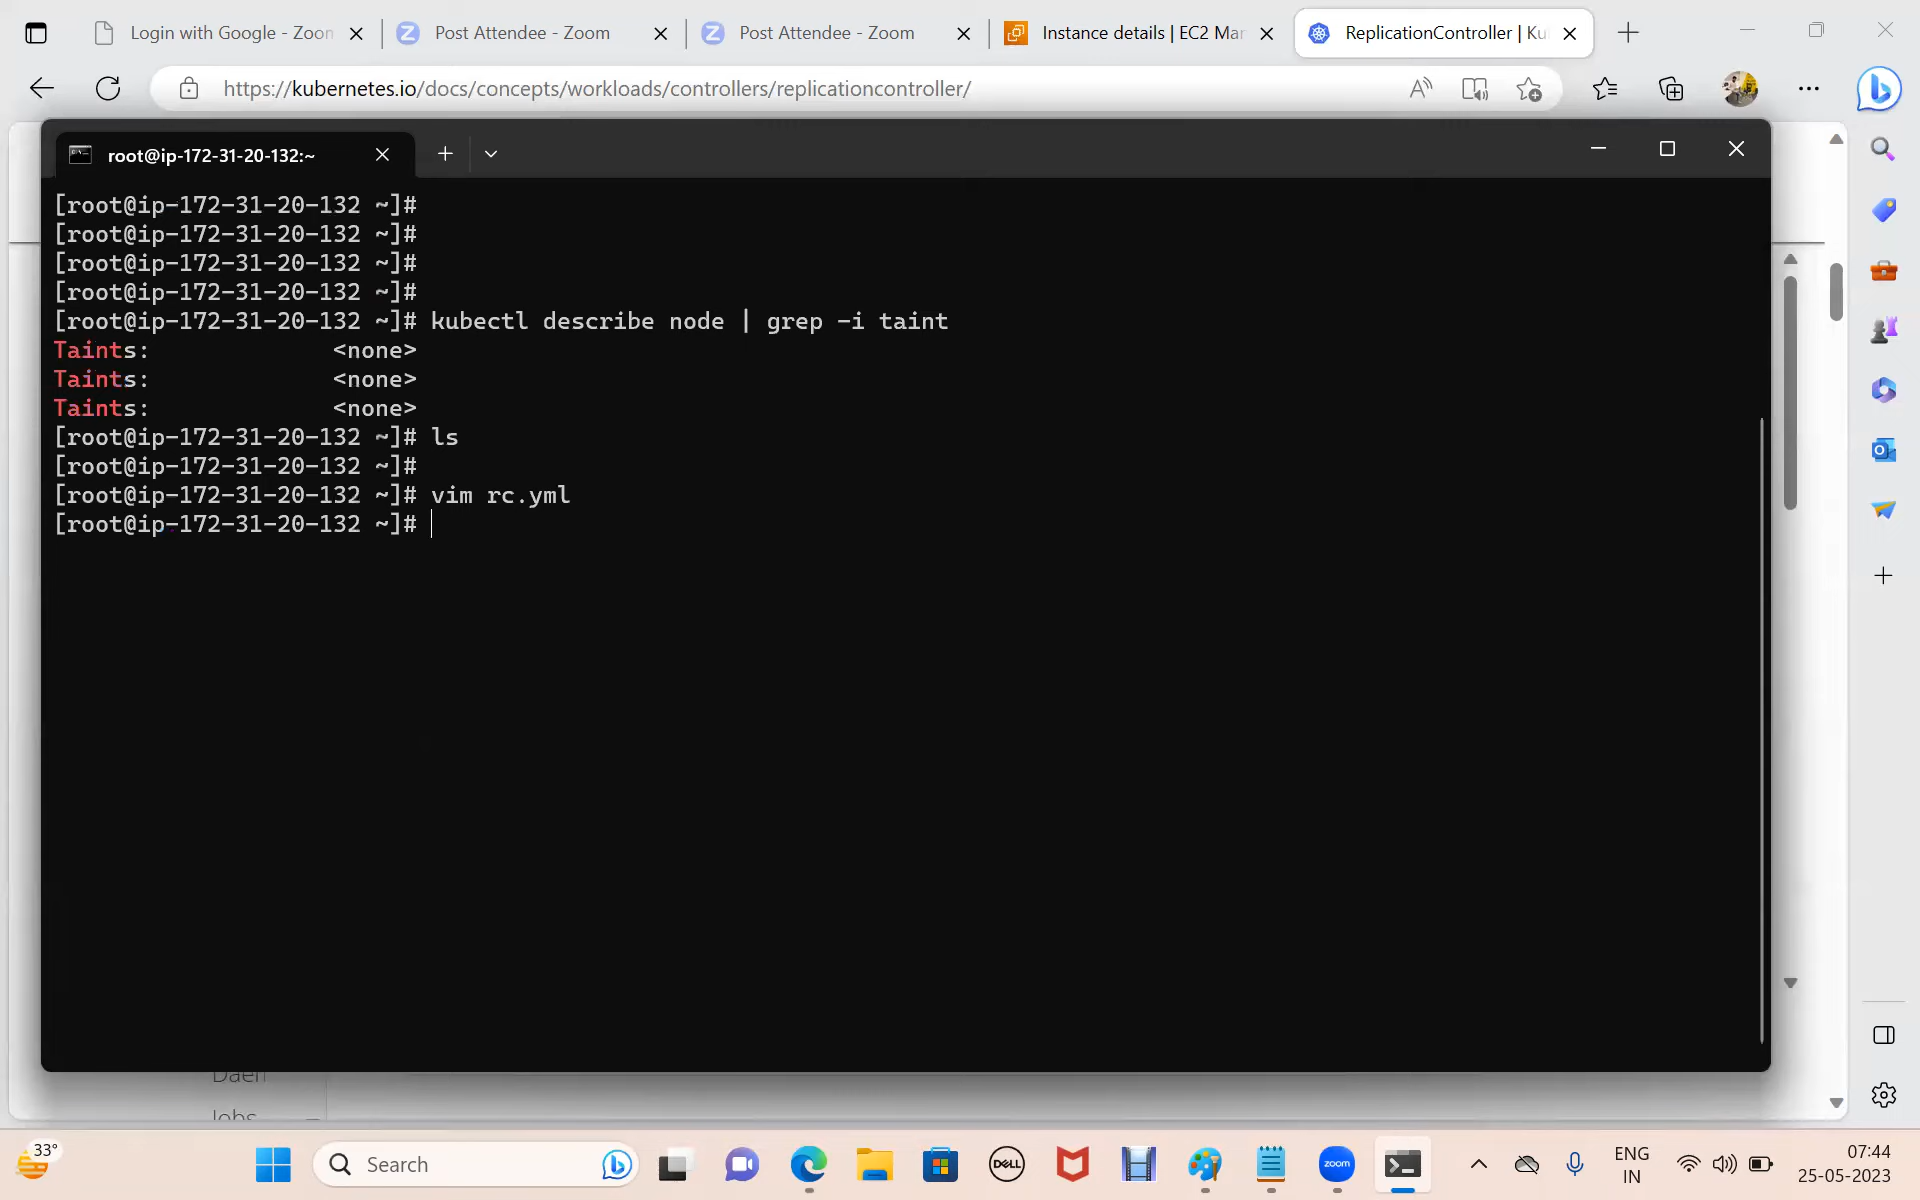 Login with Google - Zoon
Post Attendee - Zoom
Post Attendee - Zoom
Instance details | EC2 Mar
ReplicationController | Ku
https://kubernetes.io/docs/concepts/workloads/controllers/replicationcontroller/
root@ip-172-31-20-132:~
[root@ip-172-31-20-132 ~]#
[root@ip-172-31-20-132 ~]#
[root@ip-172-31-20-132 ~]#
[root@ip-172-31-20-132 ~]#
[root@ip-172-31-20-132 ~]# kubectl describe node | grep -i taint
Taints: <none>
Taints: <none>
Taints: <none>
[root@ip-172-31-20-132 ~]# ls
[root@ip-172-31-20-132 ~]#
[root@ip-172-31-20-132 ~]# vim rc.yml
[root@ip-172-31-20-132 ~]#
Jobs
33°
Search
DELL
zoom
ENG
IN
07:44
25-05-2023